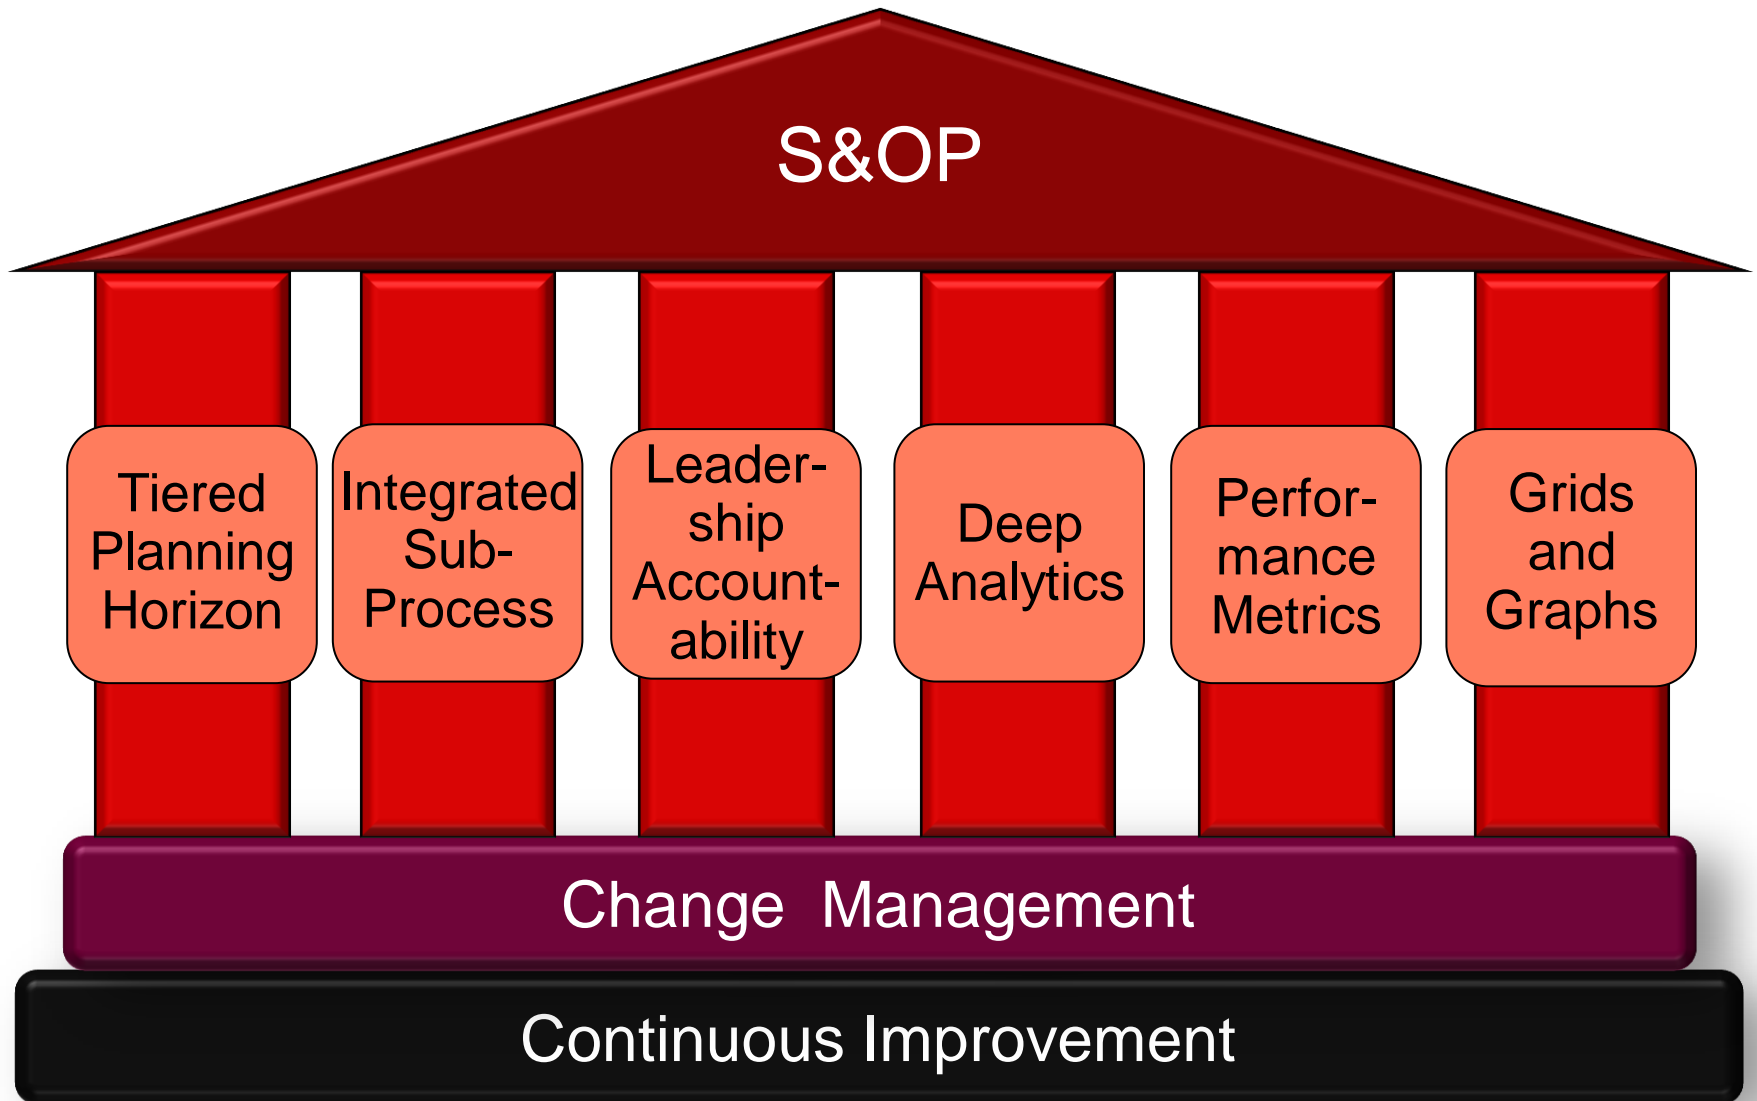 S&OP
Tiered
Planning
Horizon
Integrated
Sub-
Process
Leader-
ship
Account-
ability
Deep
Analytics
Perfor-
mance
Metrics
Grids
and
Graphs
Change  Management
Continuous Improvement